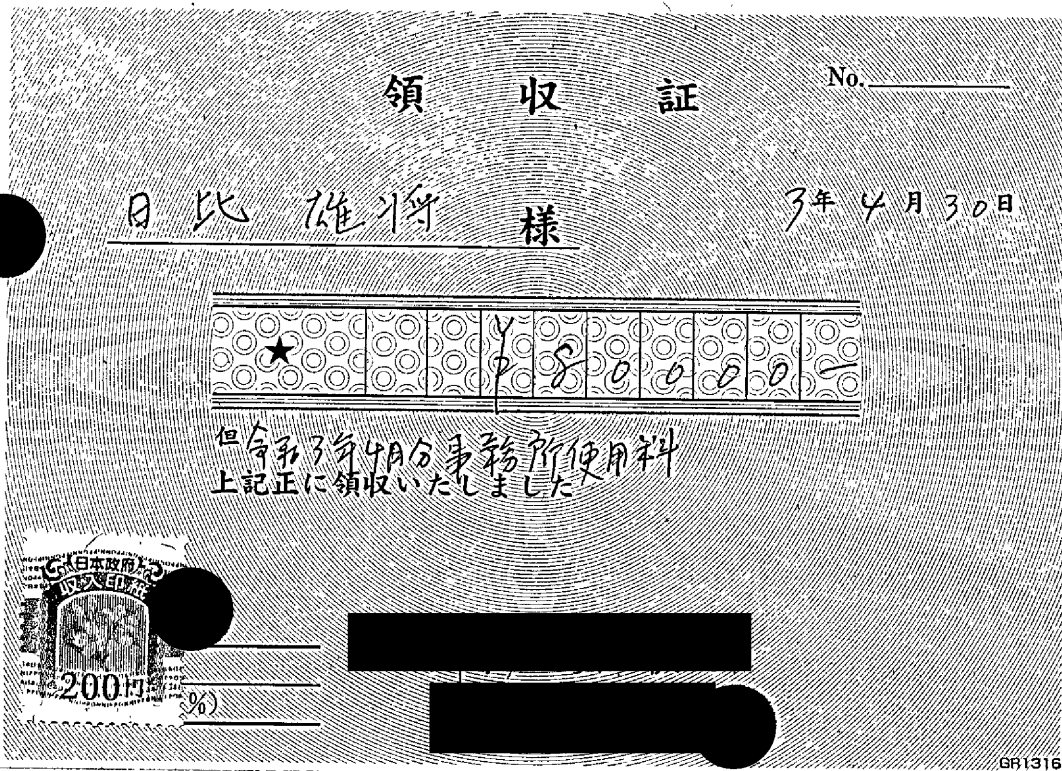 領収証
No.
日比 雄将 様
3年4月30日
★ ¥80000-
但 令和3年4月分事務所使用料
上記正に領収いたしました
日本政府
収入印紙
200円
%)
GR1316